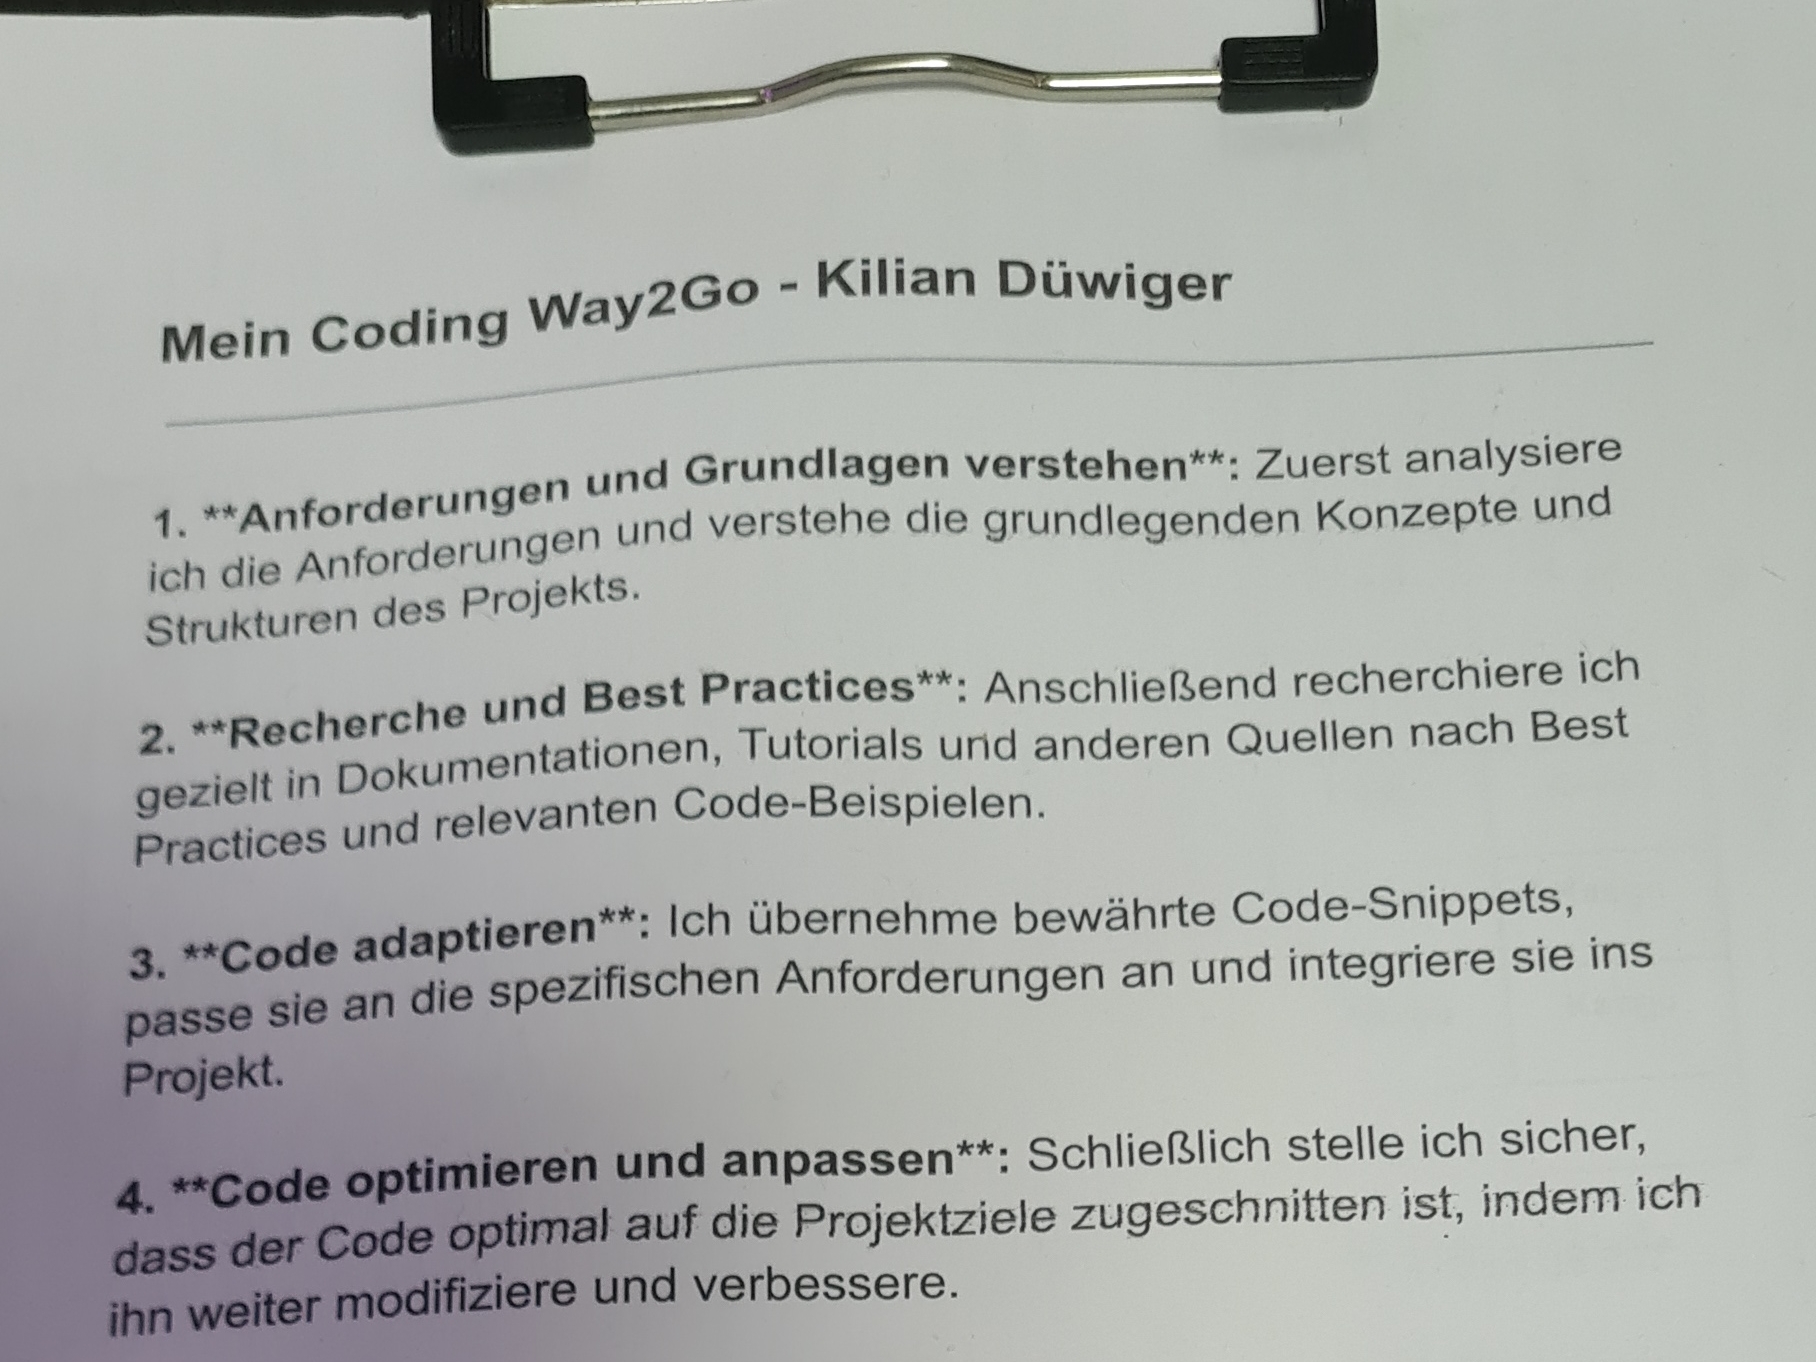 Mein Coding Way2Go - Kilian Düwiger
1. **Anforderungen und Grundlagen verstehen**: Zuerst analysiere
ich die Anforderungen und verstehe die grundlegenden Konzepte und
Strukturen des Projekts.
2. **Recherche und Best Practices**: Anschließend recherchiere ich
gezielt in Dokumentationen, Tutorials und anderen Quellen nach Best
Practices und relevanten Code-Beispielen.
3. **Code adaptieren**: Ich übernehme bewährte Code-Snippets,
passe sie an die spezifischen Anforderungen an und integriere sie ins
Projekt.
4. **Code optimieren und anpassen**: Schließlich stelle ich sicher,
dass der Code optimal auf die Projektziele zugeschnitten ist, indem ich
ihn weiter modifiziere und verbessere.